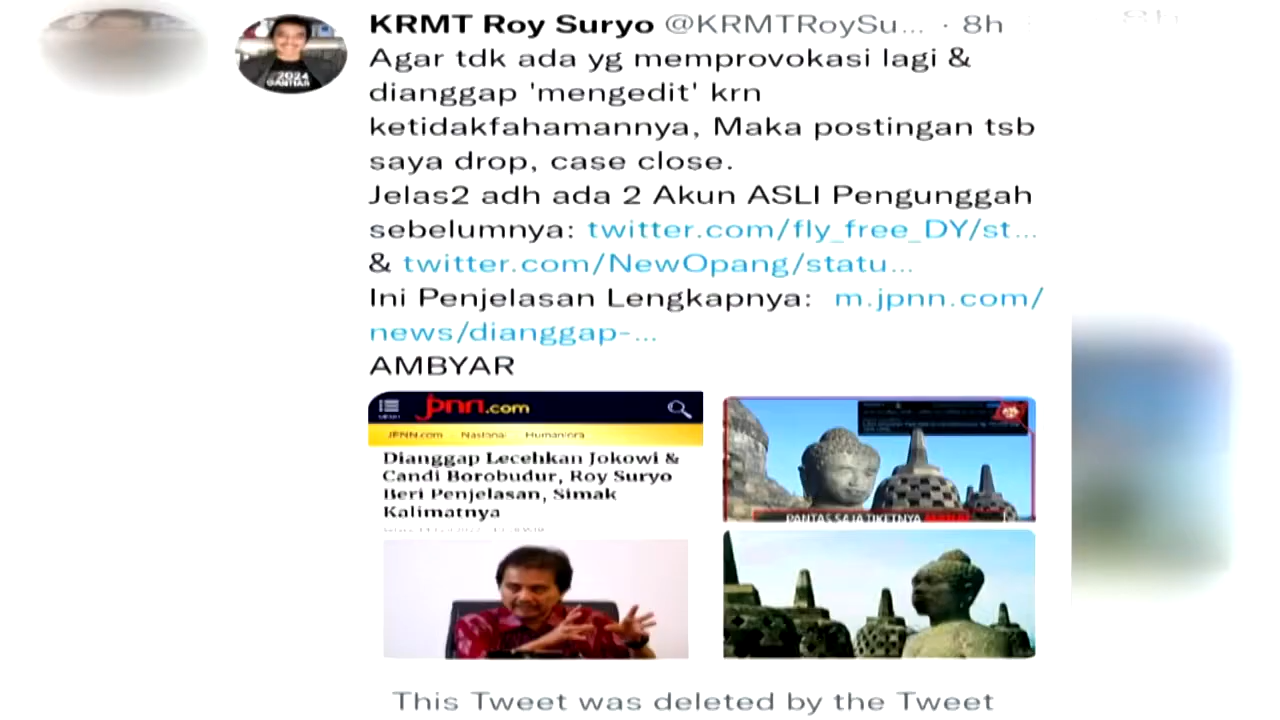 KRMT Roy Suryo @KRMTRoySu... · 8h
Agar tdk ada yg memprovokasi lagi &
dianggap 'mengedit' krn
ketidakfahamannya, Maka postingan tsb
saya drop, case close.
Jelas2 adh ada 2 Akun ASLI Pengunggah
sebelumnya: twitter.com/fly_free_DY/st...
& twitter.com/NewOpang/statu...
Ini Penjelasan Lengkapnya: m.jpnn.com/
news/dianggap-...
AMBYAR
2024
jpnn.com
JPNN.com Nasional Humaniora
Dianggap Lecehkan Jokowi &
Candi Borobudur, Roy Suryo
Beri Penjelasan, Simak
Kalimatnya
PANTAS SAJA TIKETNYA
This Tweet was deleted by the Tweet